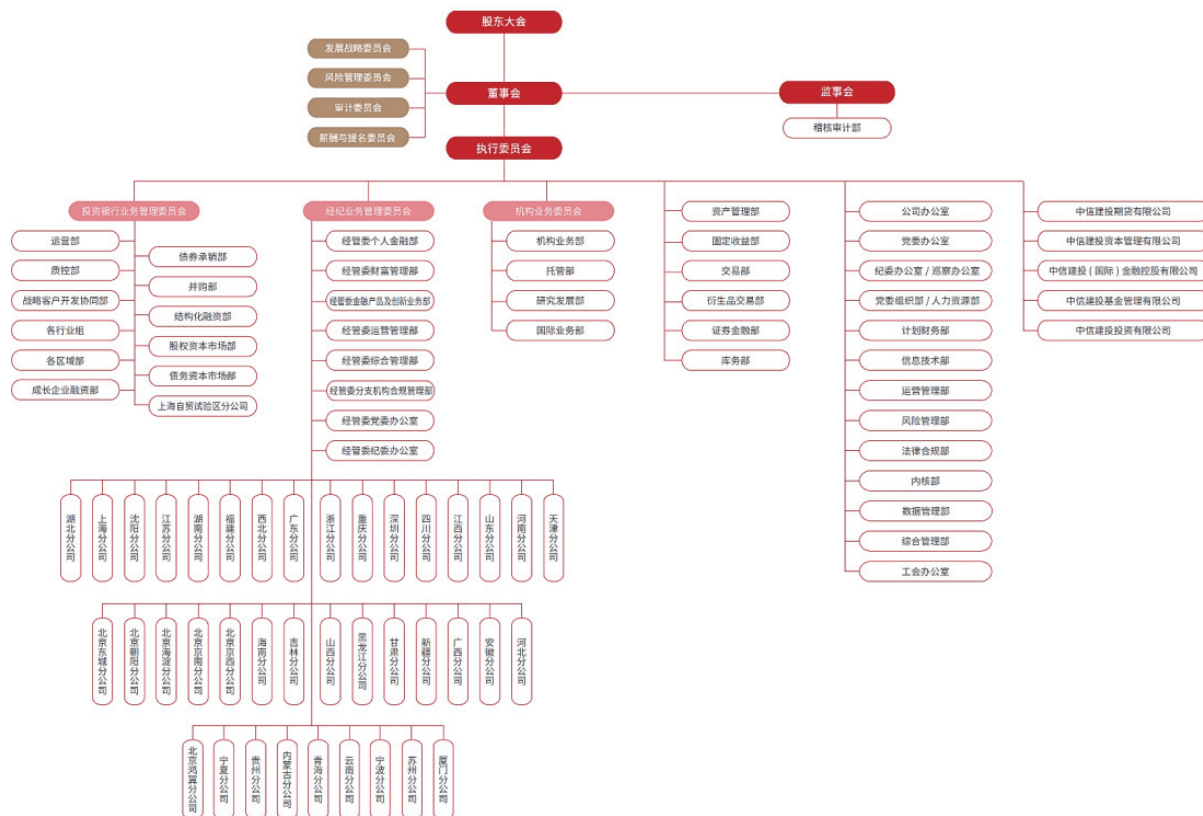 股东大会
发展战略委员会
风险管理委员会
审计委员会
薪酬与提名委员会
董事会
监事会
稽核审计部
执行委员会
投资银行业务管理委员会
运营部
质控部
战略客户开发协同部
各行业组
各区域部
成长企业融资部
债券承销部
并购部
结构化融资部
股权资本市场部
债务资本市场部
上海自贸试验区分公司
经纪业务管理委员会
经管委个人金融部
经管委财富管理部
经管委金融产品及创新业务部
经管委运营管理部
经管委综合管理部
经管委分支机构合规管理部
经管委党委办公室
经管委纪委办公室
湖北分公司
上海分公司
沈阳分公司
江苏分公司
湖南分公司
福建分公司
西北分公司
广东分公司
浙江分公司
重庆分公司
深圳分公司
四川分公司
江西分公司
山东分公司
河南分公司
天津分公司
北京东城分公司
北京朝阳分公司
北京海淀分公司
北京京南分公司
北京京西分公司
海南分公司
吉林分公司
山西分公司
黑龙江分公司
甘肃分公司
新疆分公司
广西分公司
安徽分公司
河北分公司
北京鸿翼分公司
宁夏分公司
贵州分公司
内蒙古分公司
青海分公司
云南分公司
宁波分公司
苏州分公司
厦门分公司
机构业务委员会
机构业务部
托管部
研究发展部
国际业务部
资产管理部
固定收益部
交易部
衍生品交易部
证券金融部
库务部
公司办公室
党委办公室
纪委办公室 / 巡察办公室
党委组织部 / 人力资源部
计划财务部
信息技术部
运营管理部
风险管理部
法律合规部
内核部
数据管理部
综合管理部
工会办公室
中信建投期货有限公司
中信建投资本管理有限公司
中信建投 ( 国际 ) 金融控股有限公司
中信建投基金管理有限公司
中信建投投资有限公司